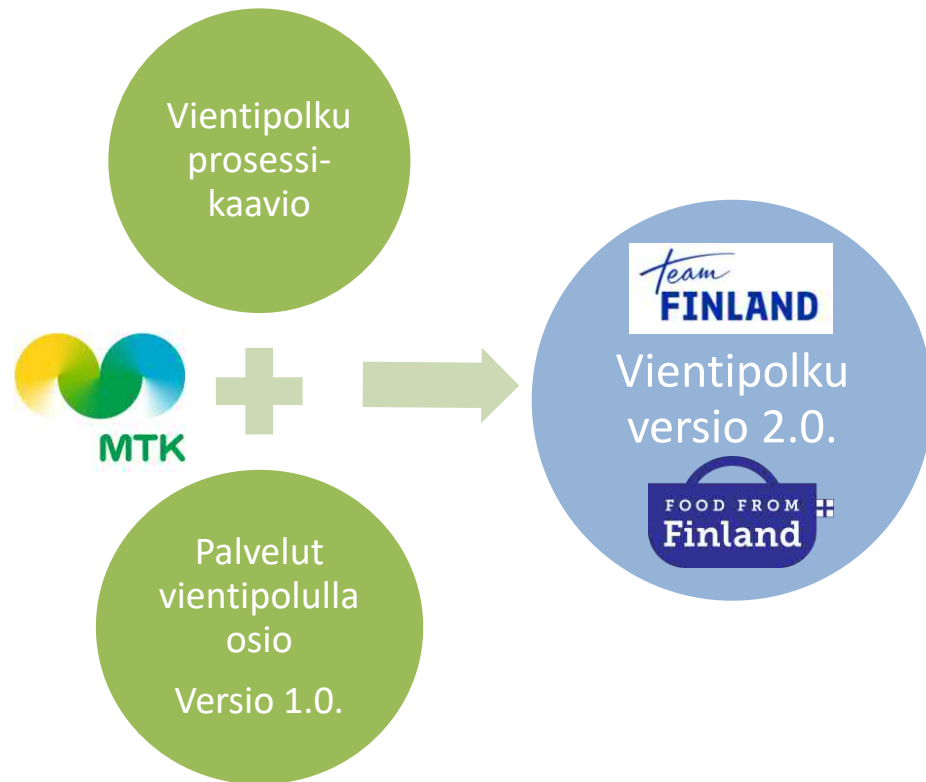 Vientipolku
prosessi-
kaavio
MTK
Palvelut
vientipolulla
osio
Versio 1.0.
team
FINLAND
Vientipolku
versio 2.0.
FOOD FROM
Finland